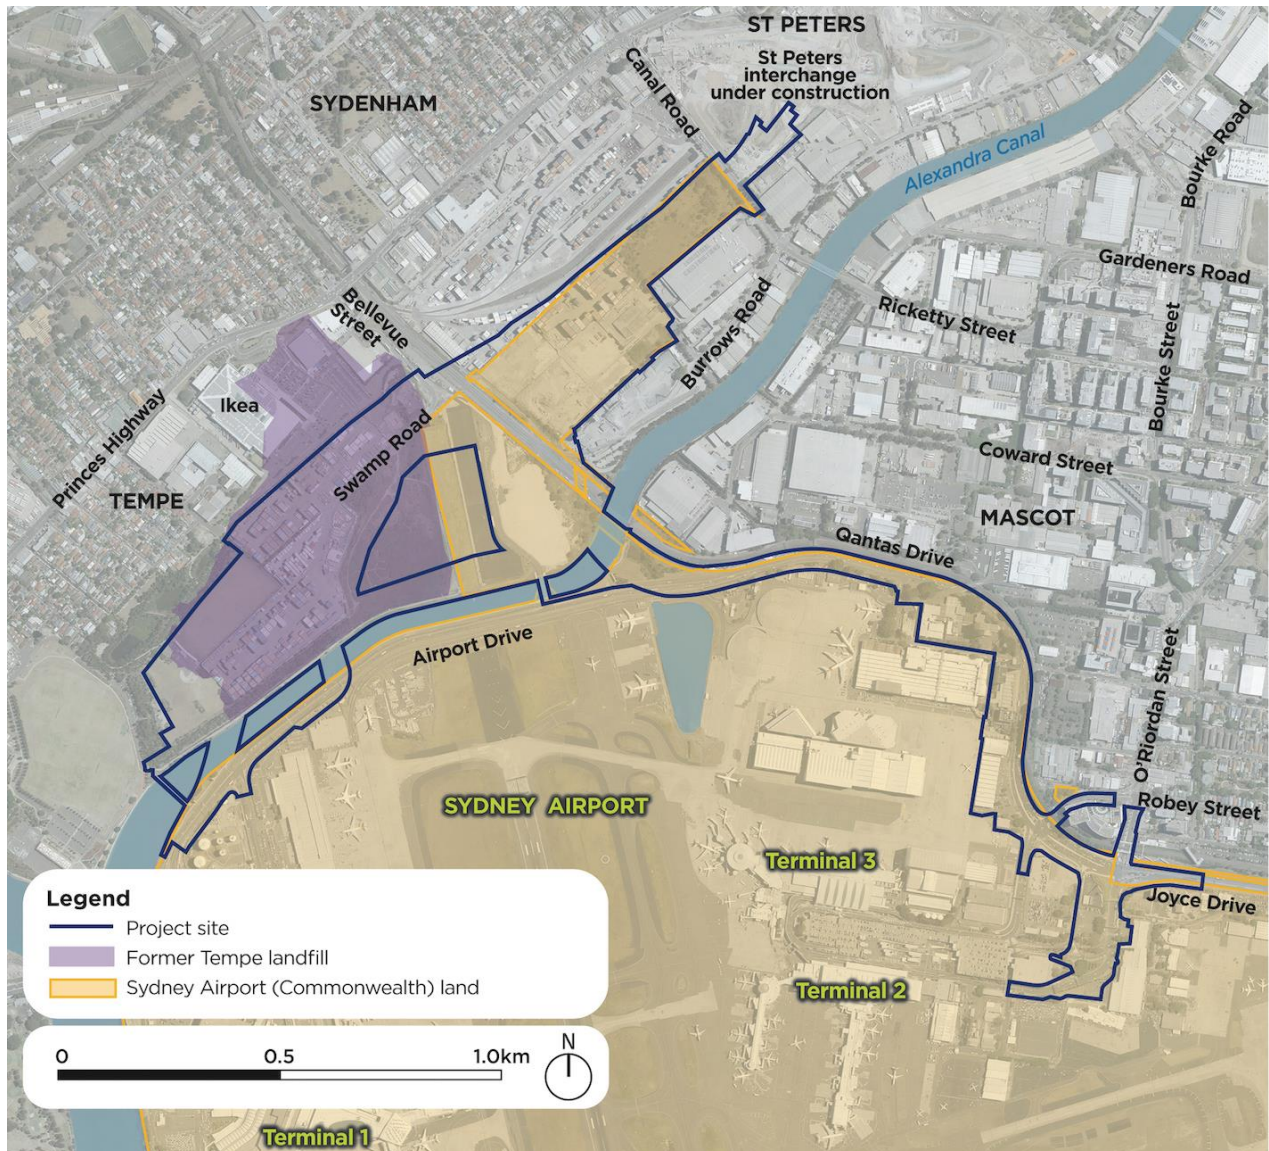 ST PETERS
St Peters
interchange
under construction
Canal Road
SYDENHAM
Alexandra Canal
Bourke Road
Gardeners Road
Bellevue
Street
Ricketty Street
Burrows Road
Bourke Street
Ikea
Princes Highway
Swamp Road
TEMPE
Coward Street
MASCOT
Qantas Drive
Airport Drive
O'Riordan Street
SYDNEY AIRPORT
Robey Street
Terminal 3
Joyce Drive
Terminal 2
Legend
Project site
Former Tempe landfill
Sydney Airport (Commonwealth) land
0 0.5 1.0km
N
Terminal 1